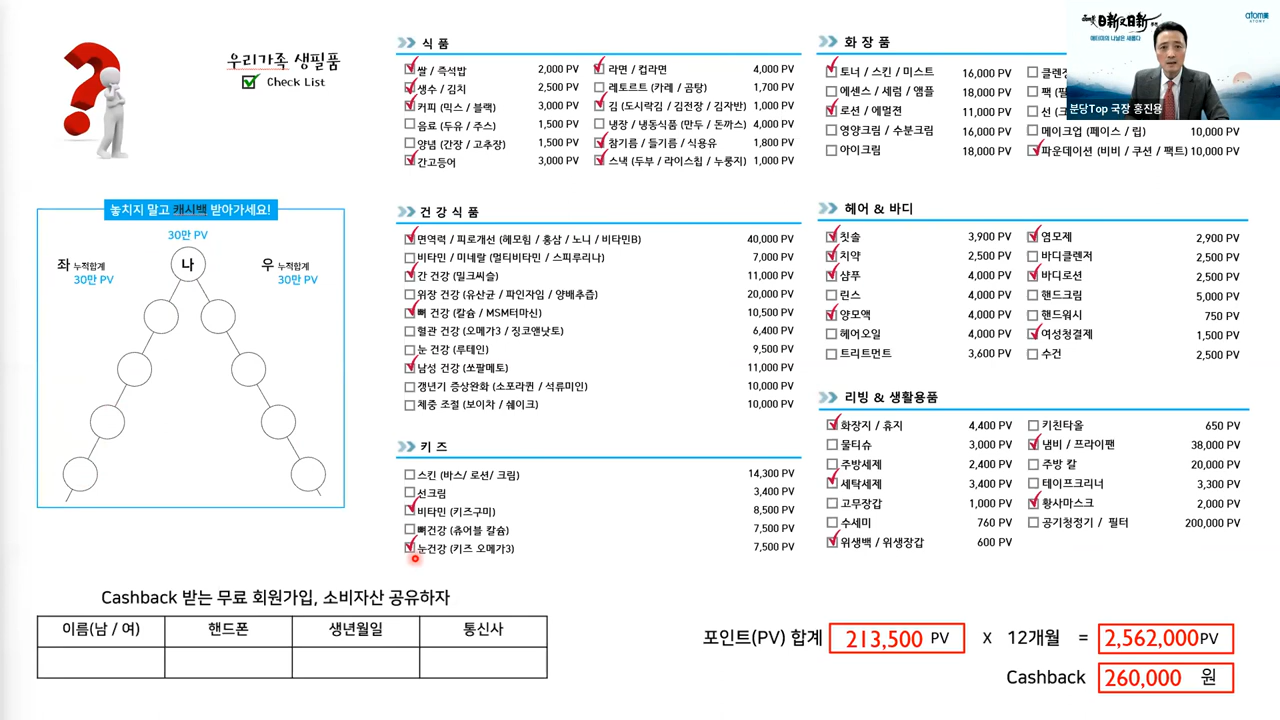 우리가족 생필품
Check List
놓치지 말고 캐시백 받아가세요!
30만 PV
좌 누적합계
30만 PV
나
우 누적합계
30만 PV
식 품
쌀 / 즉석밥 2,000 PV
생수 / 김치 2,500 PV
커피 (믹스 / 블랙) 3,000 PV
음료 (두유 / 주스) 1,500 PV
양념 (간장 / 고추장) 1,500 PV
간고등어 3,000 PV
라면 / 컵라면 4,000 PV
레토르트 (카레 / 곰탕) 1,700 PV
김 (도시락김 / 김전장 / 김자반) 1,000 PV
냉장 / 냉동식품 (만두 / 돈까스) 4,000 PV
참기름 / 들기름 / 식용유 1,800 PV
스낵 (두부 / 라이스칩 / 누룽지) 1,000 PV
건 강 식 품
면역력 / 피로개선 (헤모힘 / 홍삼 / 노니 / 비타민B) 40,000 PV
비타민 / 미네랄 (멀티비타민 / 스피루리나) 7,000 PV
간 건강 (밀크씨슬) 11,000 PV
위장 건강 (유산균 / 파인자임 / 양배추즙) 20,000 PV
뼈 건강 (칼슘 / MSM터마신) 10,500 PV
혈관 건강 (오메가3 / 징코앤낫토) 6,400 PV
눈 건강 (루테인) 9,500 PV
남성 건강 (쏘팔메토) 11,000 PV
갱년기 증상완화 (소포라퀸 / 석류미인) 10,000 PV
체중 조절 (보이차 / 쉐이크) 10,000 PV
키 즈
스킨 (바스/ 로션/ 크림) 14,300 PV
선크림 3,400 PV
비타민 (키즈구미) 8,500 PV
뼈건강 (츄어블 칼슘) 7,500 PV
눈건강 (키즈 오메가3) 7,500 PV
화 장 품
토너 / 스킨 / 미스트 16,000 PV
에센스 / 세럼 / 앰플 18,000 PV
로션 / 에멀젼 11,000 PV
영양크림 / 수분크림 16,000 PV
아이크림 18,000 PV
클렌징
팩 (필
선 (크
메이크업 (페이스 / 립) 10,000 PV
파운데이션 (비비 / 쿠션 / 팩트) 10,000 PV
日新又日新
애터미의 나날은 새롭다
atom美
ATOMY
분당Top 국장 홍진용
헤어 & 바디
칫솔 3,900 PV
치약 2,500 PV
샴푸 4,000 PV
린스 4,000 PV
양모액 4,000 PV
헤어오일 4,000 PV
트리트먼트 3,600 PV
염모제 2,900 PV
바디클렌저 2,500 PV
바디로션 2,500 PV
핸드크림 5,000 PV
핸드워시 750 PV
여성청결제 1,500 PV
수건 2,500 PV
리빙 & 생활용품
화장지 / 휴지 4,400 PV
물티슈 3,000 PV
주방세제 2,400 PV
세탁세제 3,400 PV
고무장갑 1,000 PV
수세미 760 PV
위생백 / 위생장갑 600 PV
키친타올 650 PV
냄비 / 프라이팬 38,000 PV
주방 칼 20,000 PV
테이프크리너 3,300 PV
황사마스크 2,000 PV
공기청정기 / 필터 200,000 PV
Cashback 받는 무료 회원가입, 소비자산 공유하자
이름(남 / 여) 핸드폰 생년월일 통신사
포인트(PV) 합계 213,500 PV X 12개월 = 2,562,000PV
Cashback 260,000 원